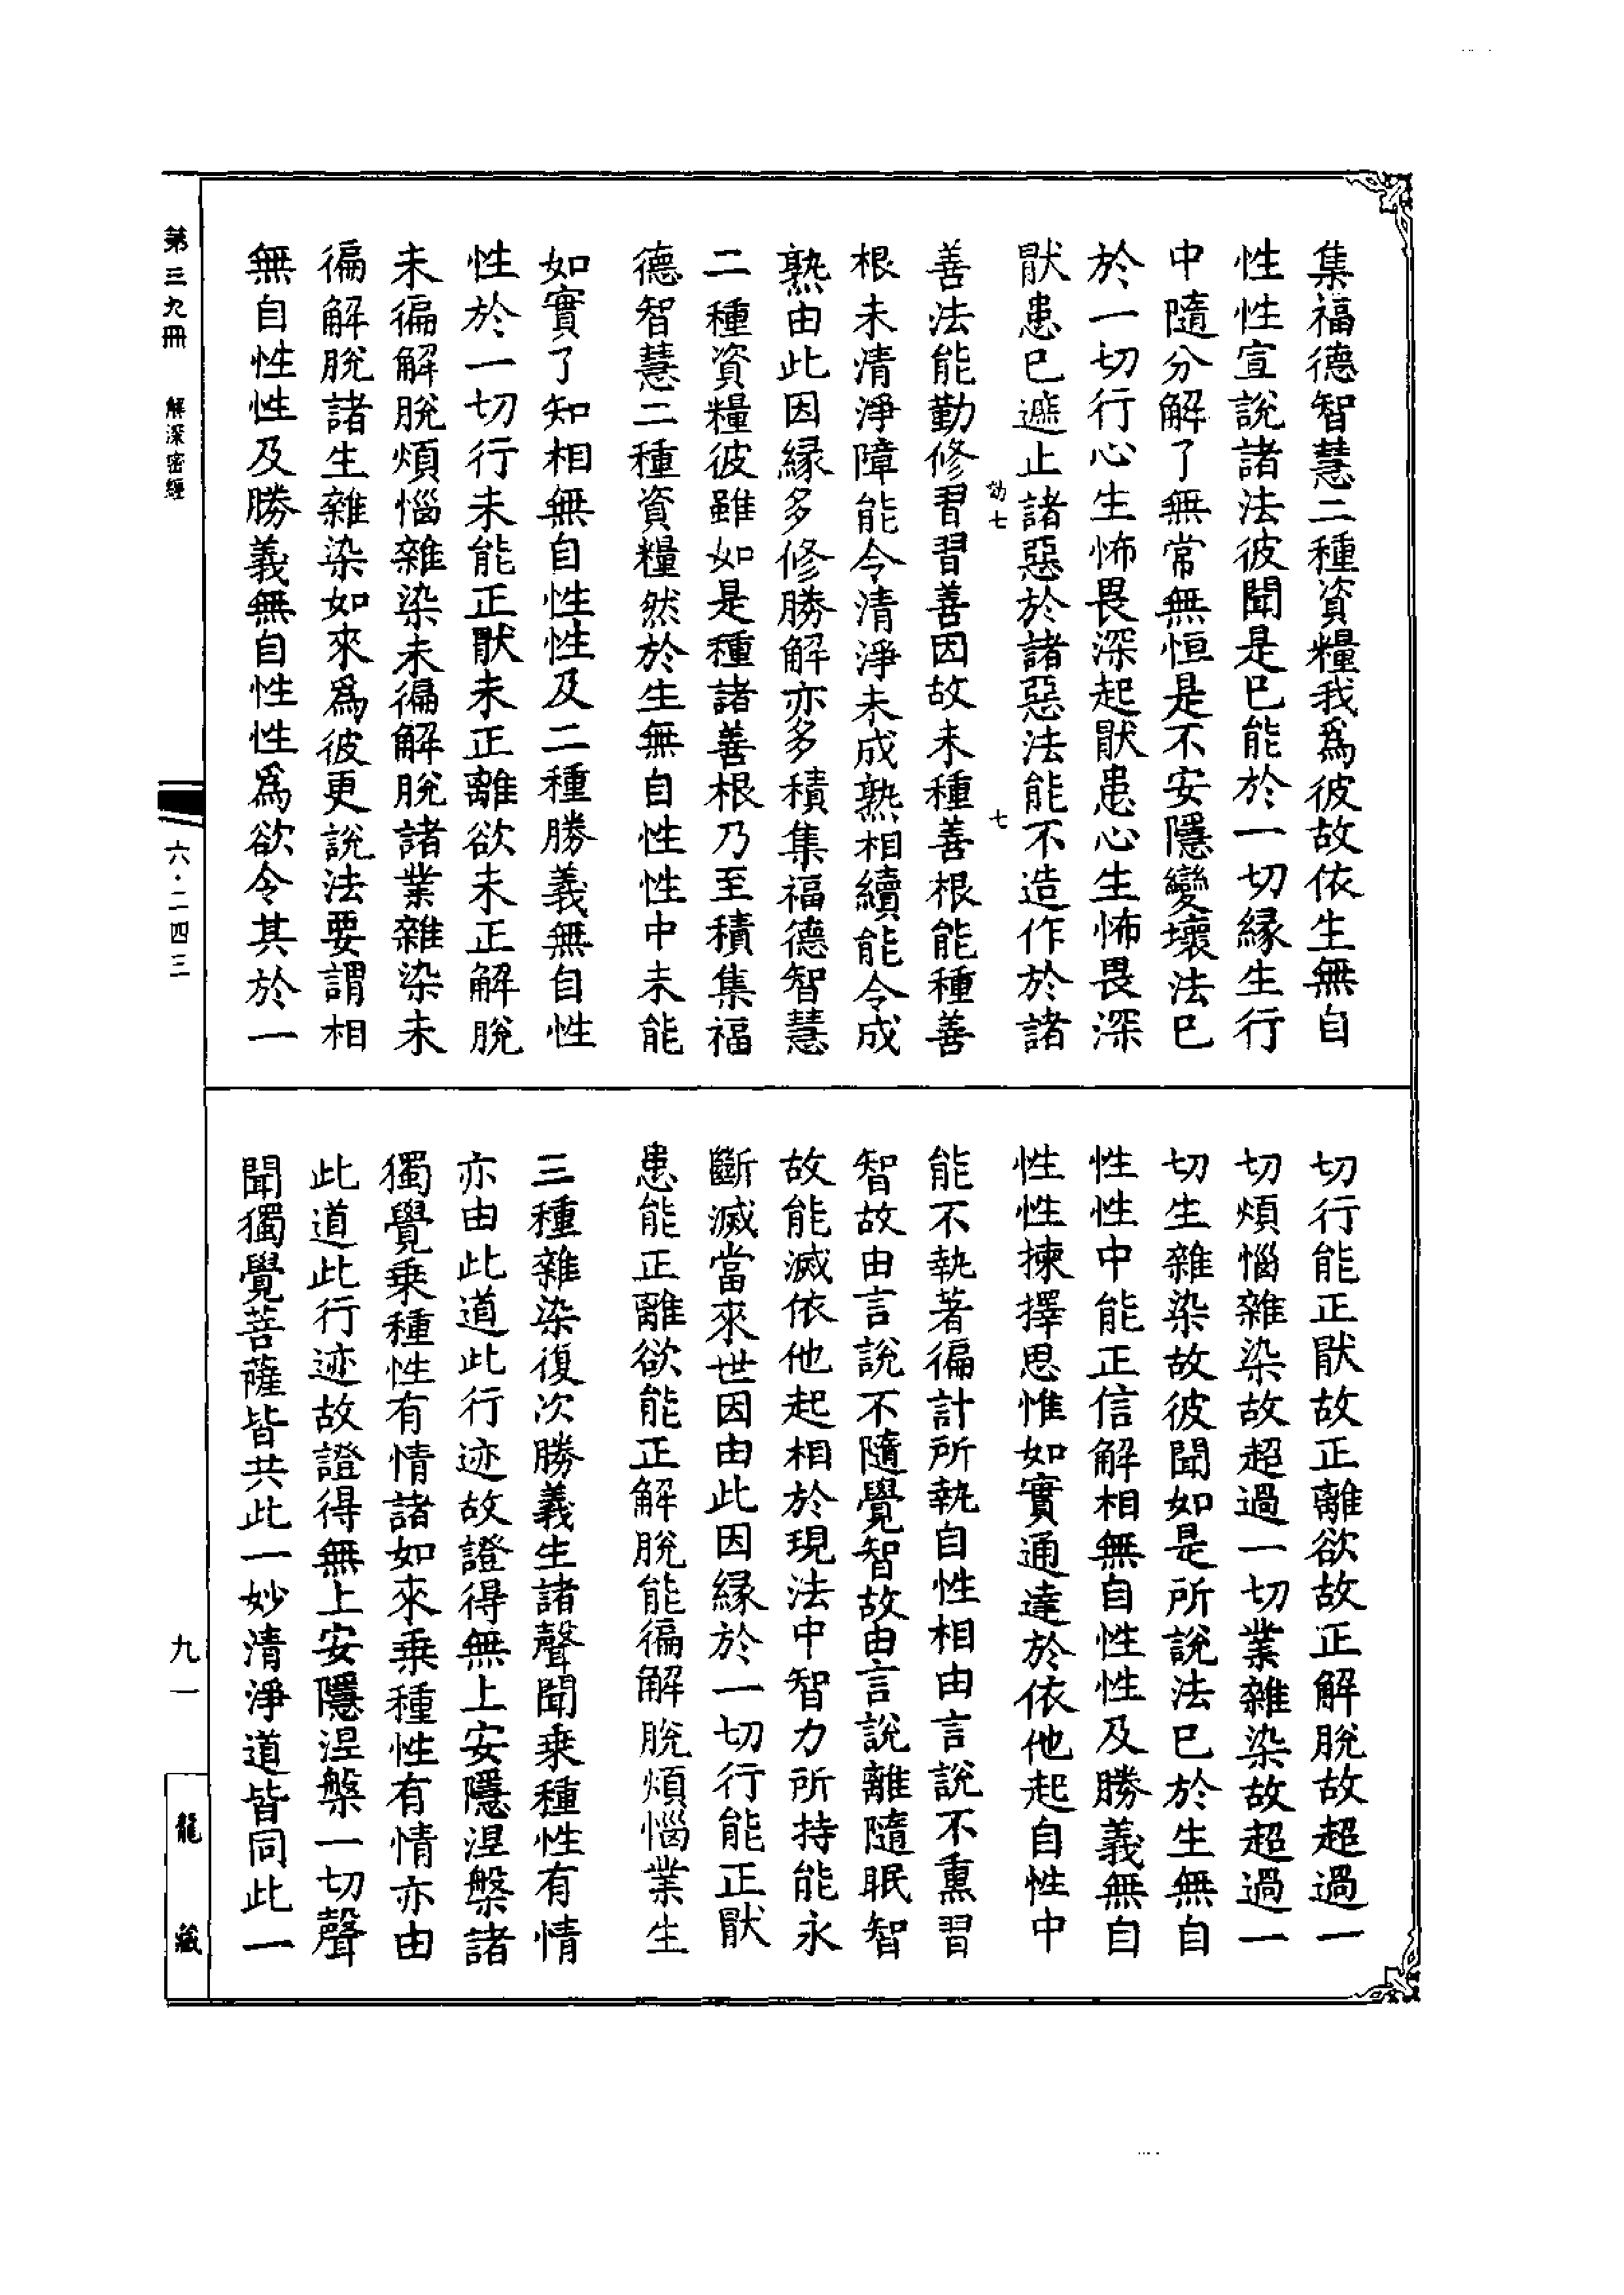 集福德智慧二種資糧我爲彼故依生無自
性性宣說諸法彼聞是已能於一切緣生行
中隨分解了無常無恒是不安隱變壞法已
於一切行心生怖畏深起猒患心生怖畏深
猒患已遮止諸惡於諸惡法能不造作於諸
善法能勤修習習善因故未種善根能種善
根未清淨障能令清淨未成熟相續能令成
熟由此因緣多修勝解亦多積集福德智慧
二種資糧彼雖如是種諸善根乃至積集福
德智慧二種資糧然於生無自性性中未能
如實了知相無自性性及二種勝義無自性
性於一切行未能正猒未正離欲未正解脫
未徧解脫煩惱雜染未徧解脫諸業雜染未
徧解脫諸生雜染如來爲彼更說法要謂相
無自性性及勝義無自性性爲欲令其於一
切行能正猒故正離欲故正解脫故超過一
切煩惱雜染故超過一切業雜染故超過一
切生雜染故彼聞如是所說法已於生無自
性性中能正信解相無自性性及勝義無自
性性揀擇思惟如實通達於依他起自性中
能不執著徧計所執自性相由言說不熏習
智故由言說不隨覺智故由言說離隨眠智
故能滅依他起相於現法中智力所持能永
斷滅當來世因由此因緣於一切行能正猒
患能正離欲能正解脫能徧解脫煩惱業生
三種雜染復次勝義生諸聲聞乗種性有情
亦由此道此行迹故證得無上安隱涅槃諸
獨覺乗種性有情諸如來乗種性有情亦由
此道此行迹故證得無上安隱涅槃一切聲
聞獨覺菩薩皆共此一妙清淨道皆同此一
七
七
第三九冊 解深密經
六·二四三
九一
龍藏